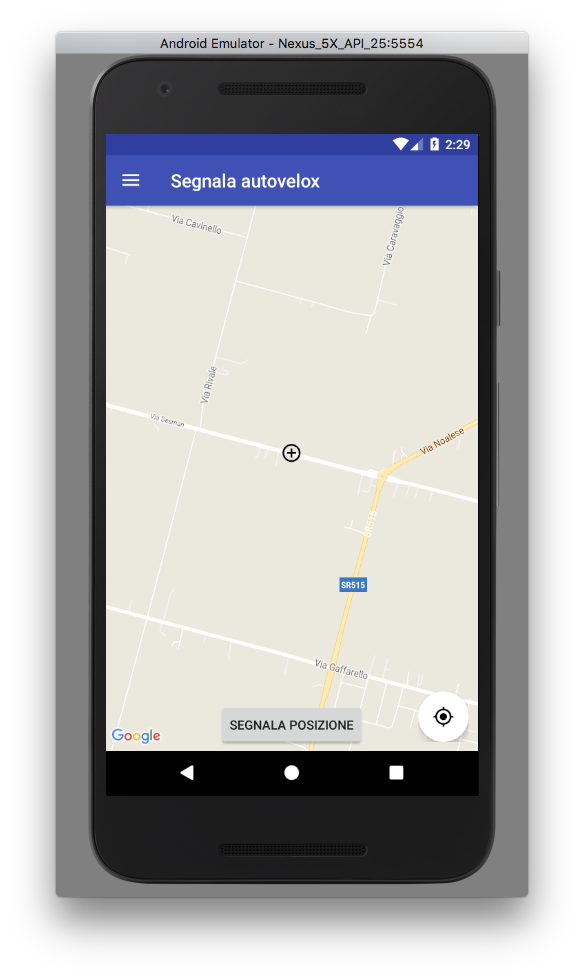 Android Emulator - Nexus_5X_API_25:5554
2:29
Segnala autovelox
Via Cavinello
Via Caravaggio
Via Rivale
Via Desman
Via Noalese
SR515
SR515
Via Gaffarello
SEGNALA POSIZIONE
Google